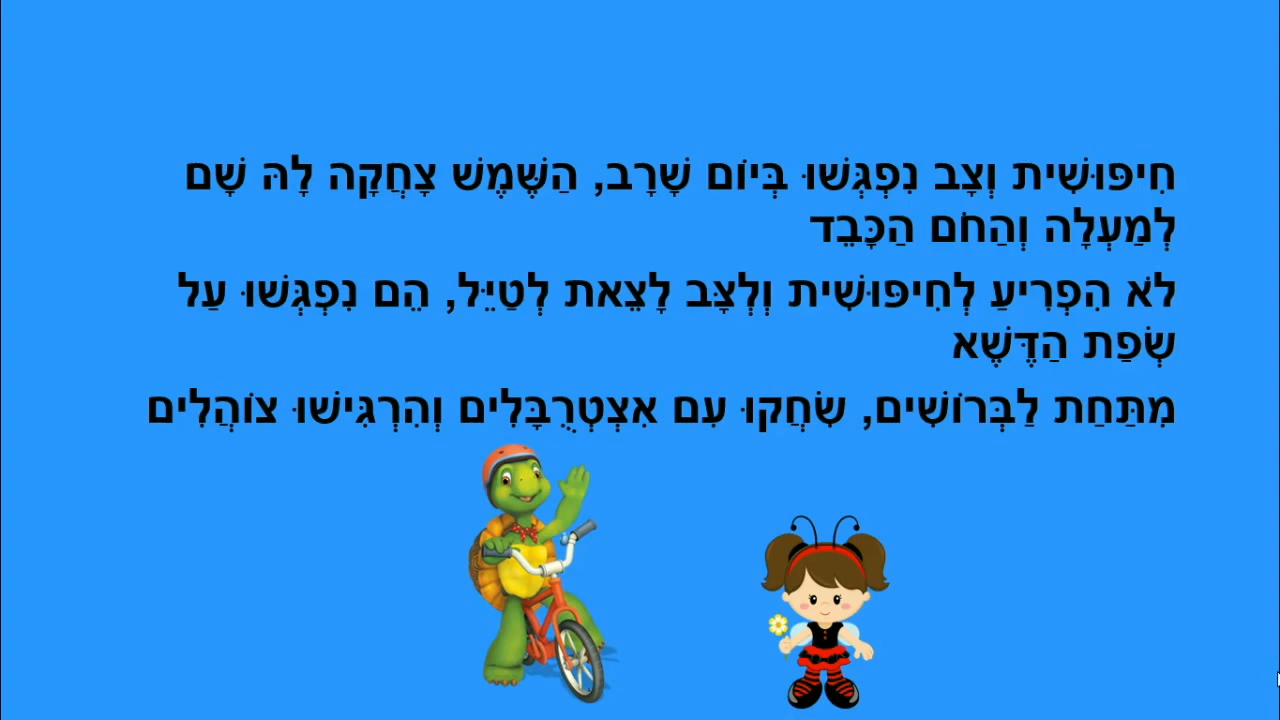 חִיפּוּשִׁית וְצָב נִפְגְּשׁוּ בְּיוֹם שָׁרָב, הַשֶּׁמֶשׁ צָחֲקָה לָהּ שָׁם
לְמַעְלָה וְהַחֹם הַכָּבֵד
לֹא הִפְרִיעַ לְחִיפּוּשִׁית וְלְצָּב לָצֵאת לְטַיֵּל, הֵם נִפְגְּשׁוּ עַל
שְׂפַת הַדֶּשֶׁא
מִתַּחַת לַבְּרוֹשִׁים, שִׂחֲקוּ עִם אִצְטְרֻבָּלִים וְהִרְגִּישׁוּ צוֹהֲלִים